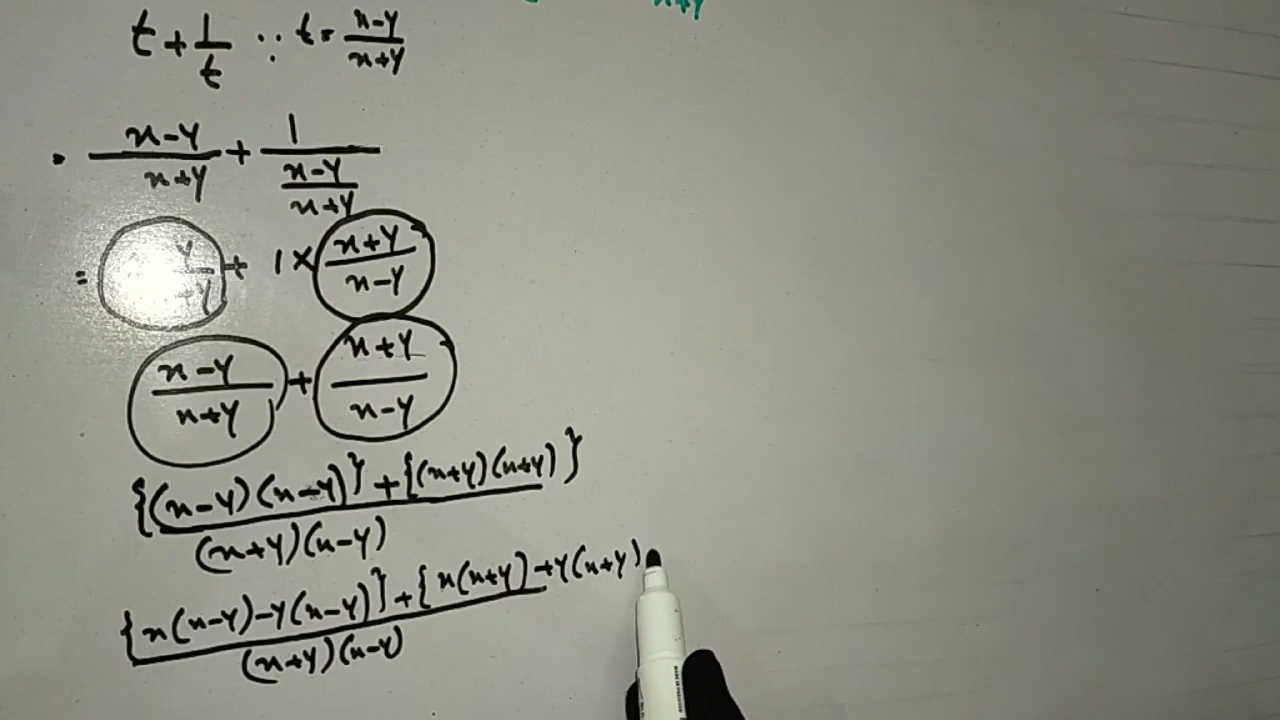 x+y
t + 1/t ∵ t = x-y/x+y
= x-y/x+y + 1/(x-y/x+y)
= y/+y + 1 × x+y/x-y
x-y/x+y + x+y/x-y
{(x-y)(x-y)} + {(x+y)(x+y)}
(x+y)(x-y)
{x(x-y)-y(x-y)} + {x(x+y)+y(x+y)
(x+y)(x-y)